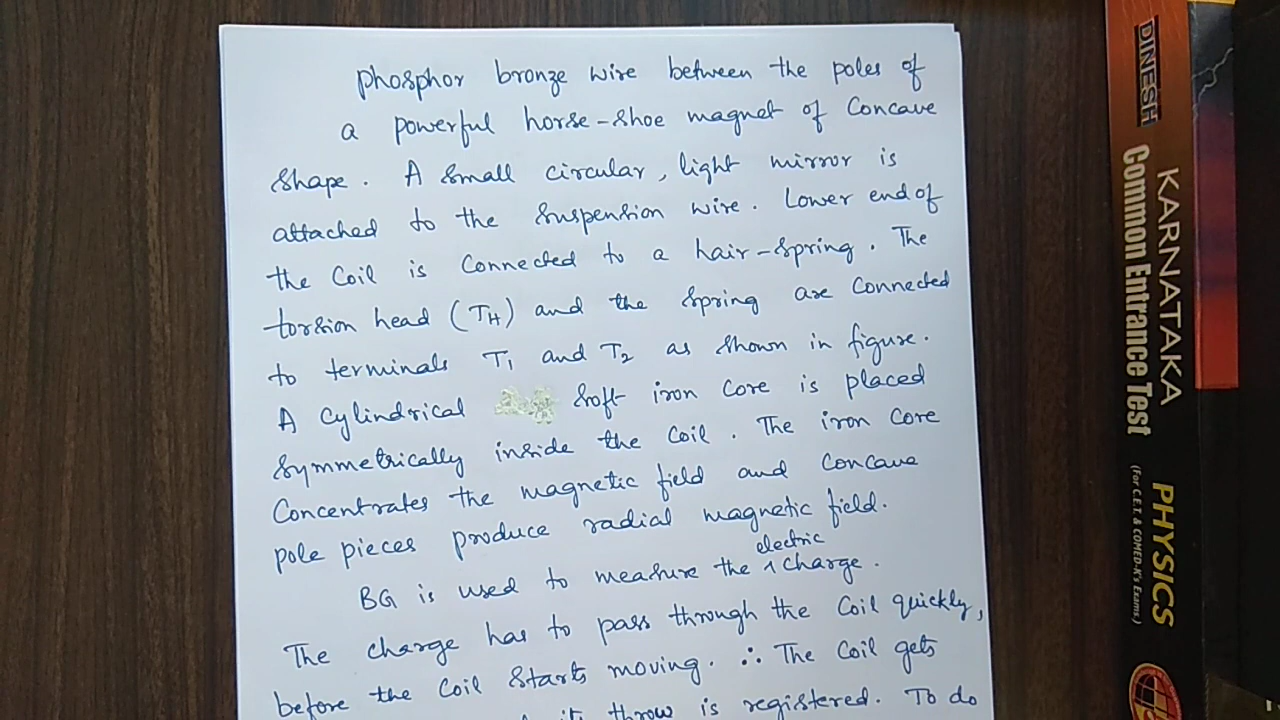 phosphor bronze wire between the poles of
a powerful horse-shoe magnet of Concave
shape. A small circular, light mirror is
attached to the suspension wire. Lower end of
the Coil is Connected to a hair-spring. The
torsion head (TH) and the spring are Connected
to terminals T1 and T2 as shown in figure.
A Cylindrical soft iron Core is placed
symmetrically inside the Coil. The iron Core
Concentrates the magnetic field and Concave
pole pieces produce radial magnetic field.
electric
BG is used to measure the ^ Charge.
The charge has to pass through the Coil quickly,
before the Coil starts moving. ∴ The Coil gets
its throw is registered. To do
DINESH
KARNATAKA
Common Entrance Test
(For C.E.T. & COMED-K's Exams.)
PHYSICS